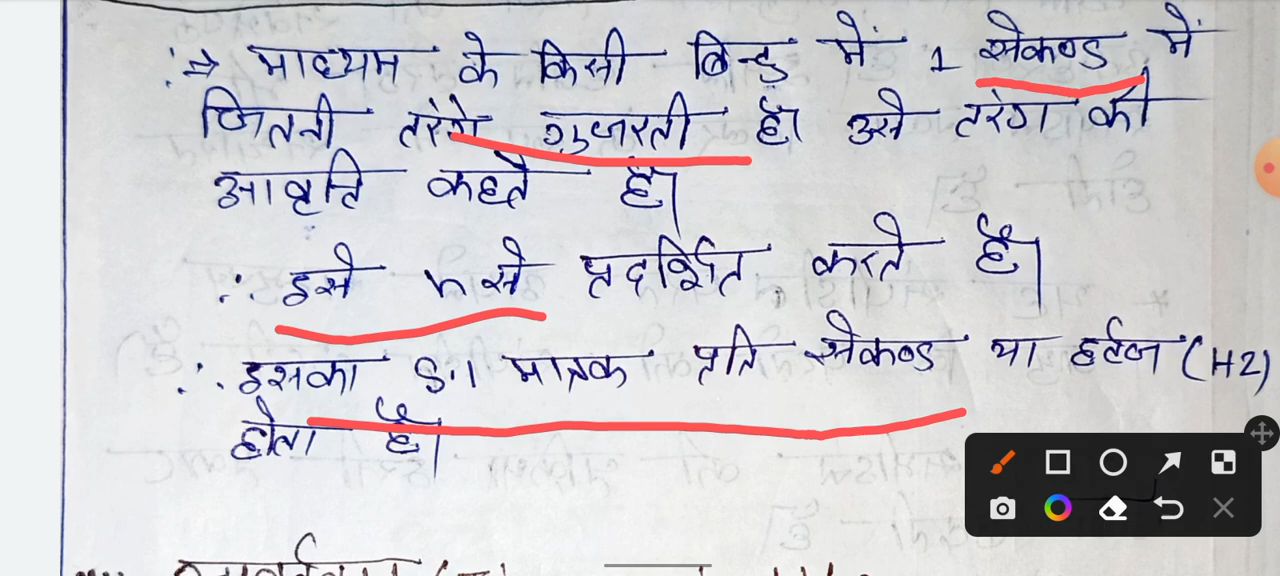 ∴⇒ माध्यम के किसी बिन्दु में 1 सेकण्ड में
जितनी तरंगे गुजरती है। उसे तरंग की
आवृत्ति कहते हैं।
∴ इसे n से प्रदर्शित करते हैं।
∴ इसका S.I मात्रक प्रति सेकण्ड या हर्टज (HZ)
होता है।